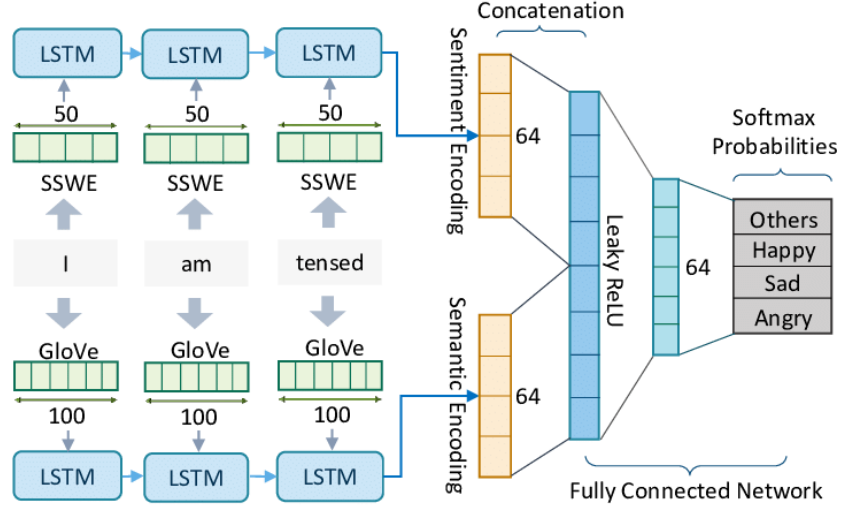 Concatenation
LSTM LSTM LSTM
50 50 50
SSWE SSWE SSWE
I am tensed
GloVe GloVe GloVe
100 100 100
LSTM LSTM LSTM
Sentiment Encoding
64
Semantic Encoding
64
Leaky ReLU
64
Softmax
Probabilities
Others
Happy
Sad
Angry
Fully Connected Network